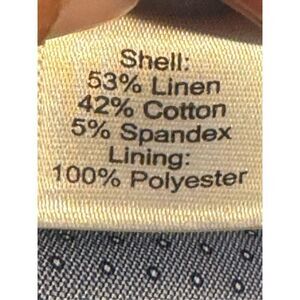 Shell:
53% Linen
42% Cotton
5% Spandex
Lining:
100% Polyester